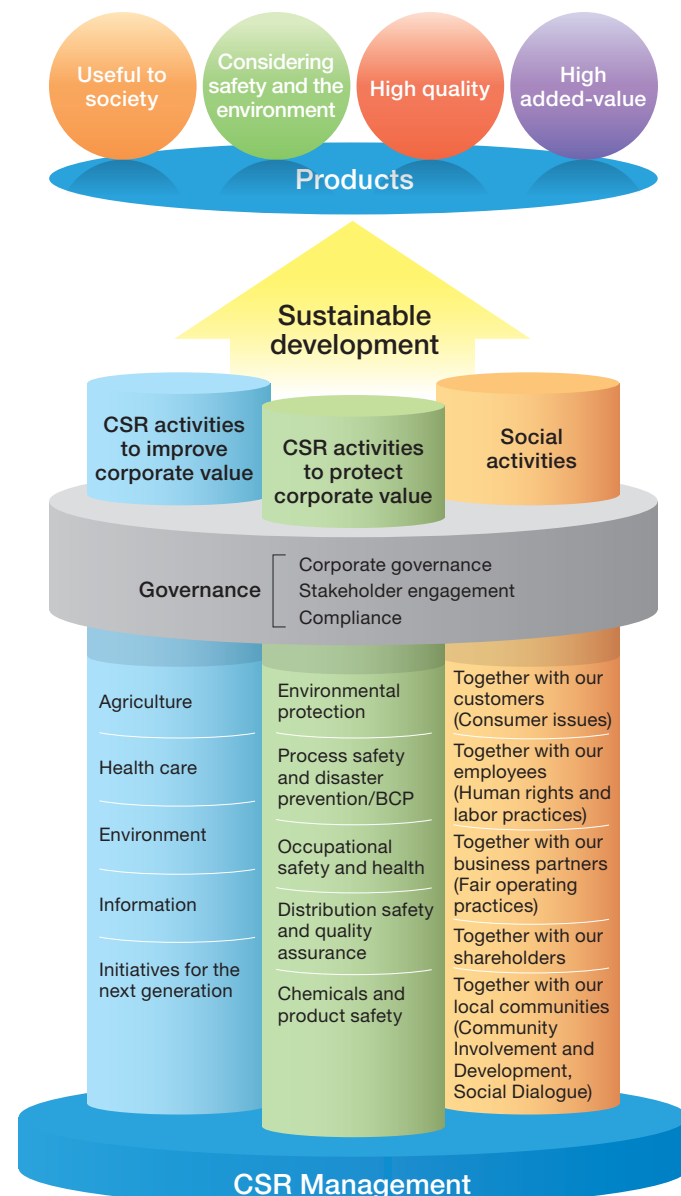 Useful to
society
Considering
safety and the
environment
High quality
High
added-value
Products
Sustainable
development
CSR activities
to improve
corporate value
CSR activities
to protect
corporate value
Social
activities
Governance
Corporate governance
Stakeholder engagement
Compliance
Agriculture
Health care
Environment
Information
Initiatives for the
next generation
Environmental
protection
Process safety
and disaster
prevention/BCP
Occupational
safety and health
Distribution safety
and quality
assurance
Chemicals and
product safety
Together with our
customers
(Consumer issues)
Together with our
employees
(Human rights and
labor practices)
Together with our
business partners
(Fair operating
practices)
Together with our
shareholders
Together with our
local communities
(Community
Involvement and
Development,
Social Dialogue)
CSR Management